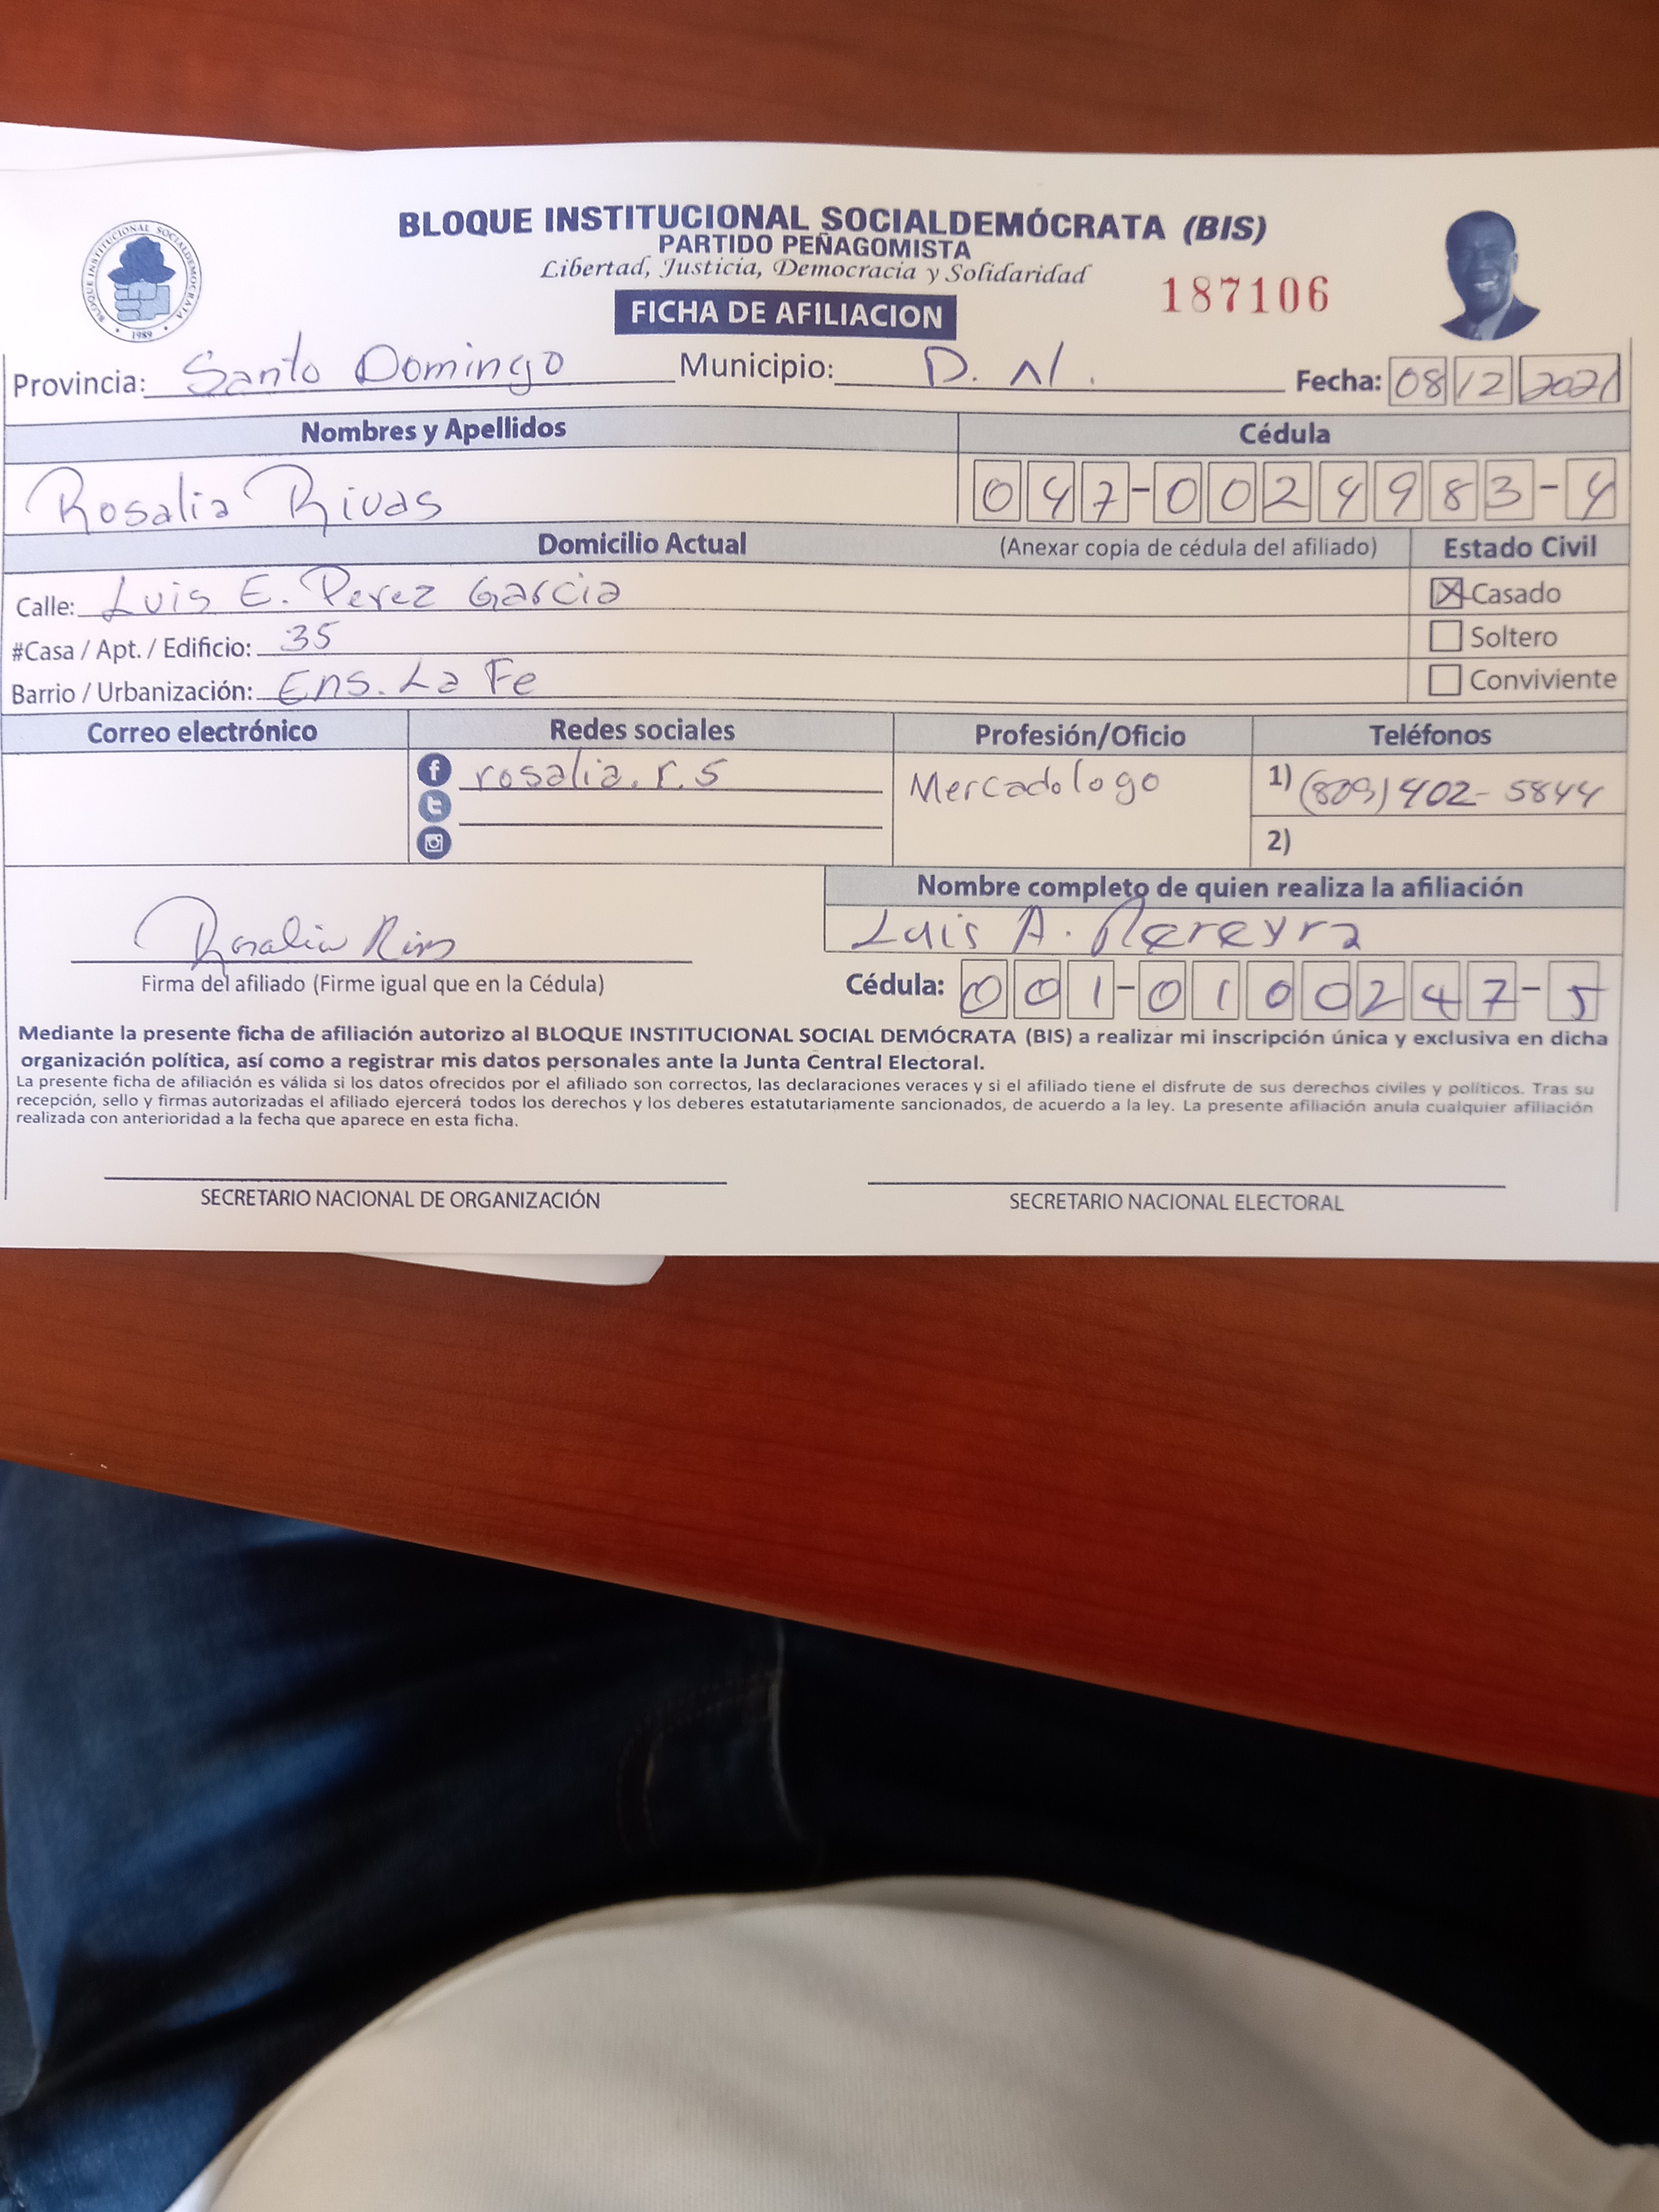 BLOQUE INSTITUCIONAL SOCIALDEMÓCRATA (BIS)
PARTIDO PEÑAGOMISTA
Libertad, Justicia, Democracia y Solidaridad
187106
FICHA DE AFILIACION
BLOQUE INSTITUCIONAL SOCIALDEMOCRATA
1989
Provincia: Santo Domingo Municipio: D. N. Fecha: 08 12 2021
Nombres y Apellidos Cédula
Rosalia Rivas 047-0024983-4
Domicilio Actual (Anexar copia de cédula del afiliado) Estado Civil
Calle: Luis E. Perez Garcia Casado
#Casa / Apt. / Edificio: 35 Soltero
Barrio / Urbanización: Ens. La Fe Conviviente
Correo electrónico Redes sociales Profesión/Oficio Teléfonos
rosalia.r.s Mercadologo 1) (809) 402-5844
2)
Nombre completo de quien realiza la afiliación
Rosalia Rivas Luis A. Pereyra
Firma del afiliado (Firme igual que en la Cédula) Cédula: 001-0100247-5
Mediante la presente ficha de afiliación autorizo al BLOQUE INSTITUCIONAL SOCIAL DEMÓCRATA (BIS) a realizar mi inscripción única y exclusiva en dicha
organización política, así como a registrar mis datos personales ante la Junta Central Electoral.
La presente ficha de afiliación es válida si los datos ofrecidos por el afiliado son correctos, las declaraciones veraces y si el afiliado tiene el disfrute de sus derechos civiles y políticos. Tras su
recepción, sello y firmas autorizadas el afiliado ejercerá todos los derechos y los deberes estatutariamente sancionados, de acuerdo a la ley. La presente afiliación anula cualquier afiliación
realizada con anterioridad a la fecha que aparece en esta ficha.
SECRETARIO NACIONAL DE ORGANIZACIÓN SECRETARIO NACIONAL ELECTORAL